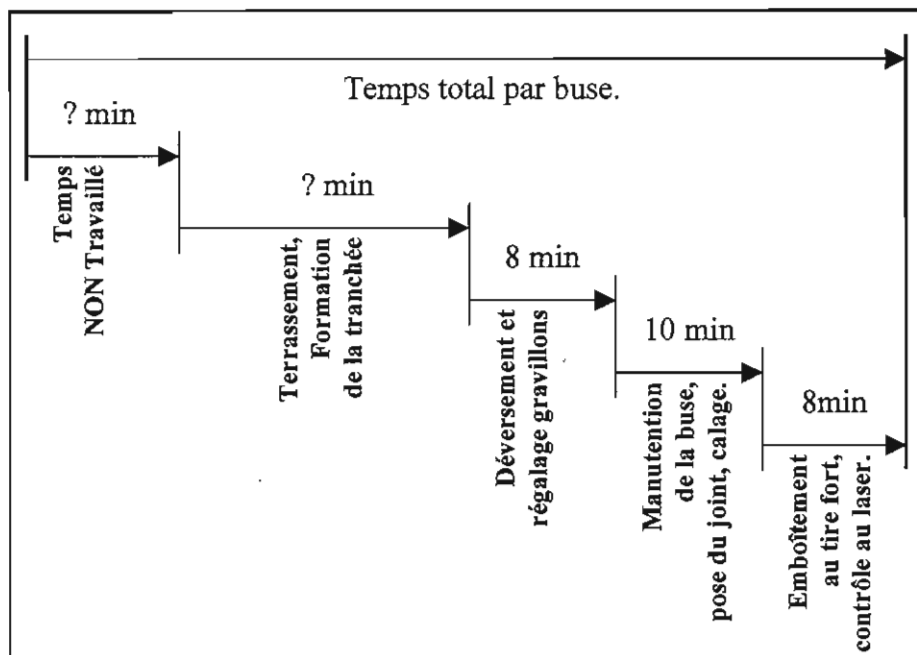 Temps total par buse.
? min
Temps
NON Travaillé
? min
Terrassement,
Formation
de la tranchée
8 min
Déversement et
régalage gravillons
10 min
Manutention
de la buse,
pose du joint, calage.
8min
Emboîtement
au tire fort,
contrôle au laser.